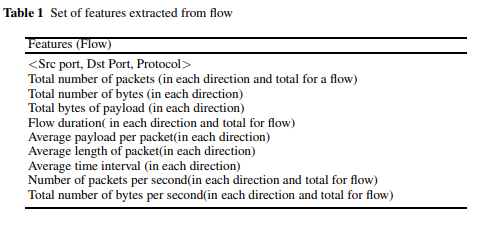 Table 1 Set of features extracted from flow
Features (Flow)
<Src port, Dst Port, Protocol>
Total number of packets (in each direction and total for a flow)
Total number of bytes (in each direction)
Total bytes of payload (in each direction)
Flow duration( in each direction and total for flow)
Average payload per packet(in each direction)
Average length of packet(in each direction)
Average time interval (in each direction)
Number of packets per second(in each direction and total for flow)
Total number of bytes per second(in each direction and total for flow)